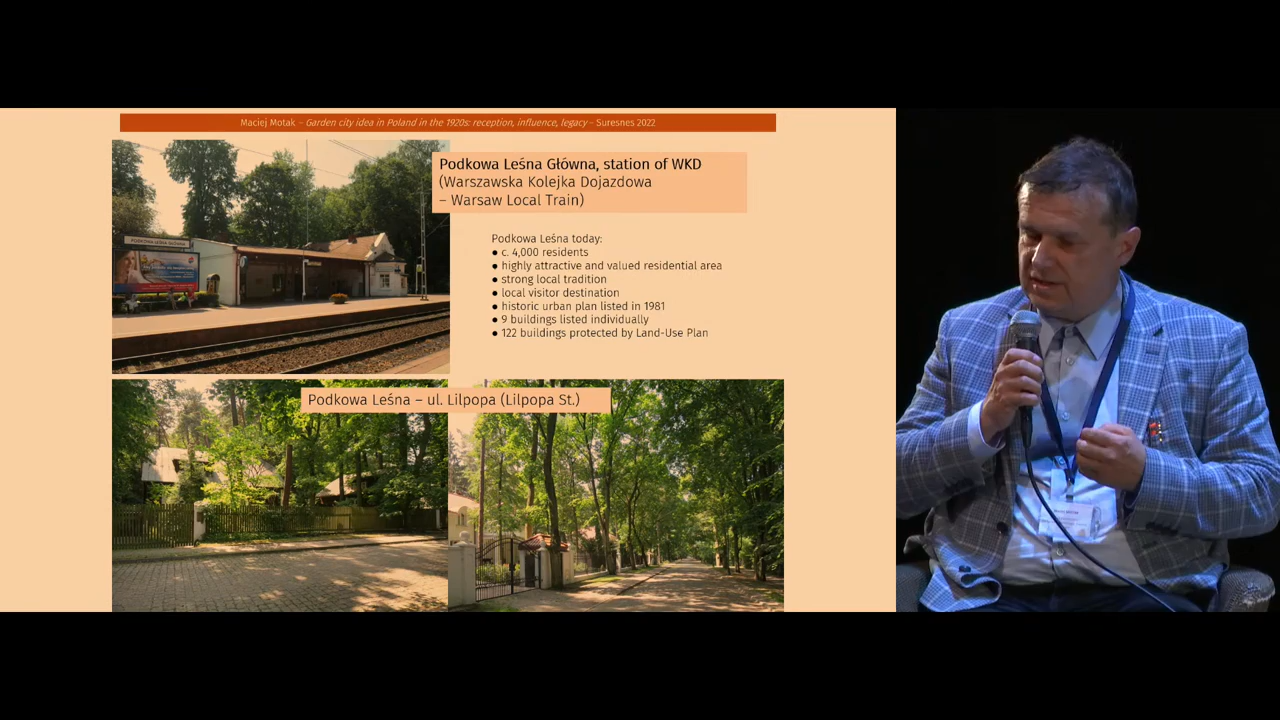 Maciej Motak – Garden city idea in Poland in the 1920s: reception, influence, legacy – Suresnes 2022
PODKOWA LEŚNA GŁÓWNA
Podkowa Leśna Główna, station of WKD
(Warszawska Kolejka Dojazdowa
– Warsaw Local Train)
Podkowa Leśna today:
● c. 4,000 residents
● highly attractive and valued residential area
● strong local tradition
● local visitor destination
● historic urban plan listed in 1981
● 9 buildings listed individually
● 122 buildings protected by Land-Use Plan
Podkowa Leśna – ul. Lilpopa (Lilpopa St.)